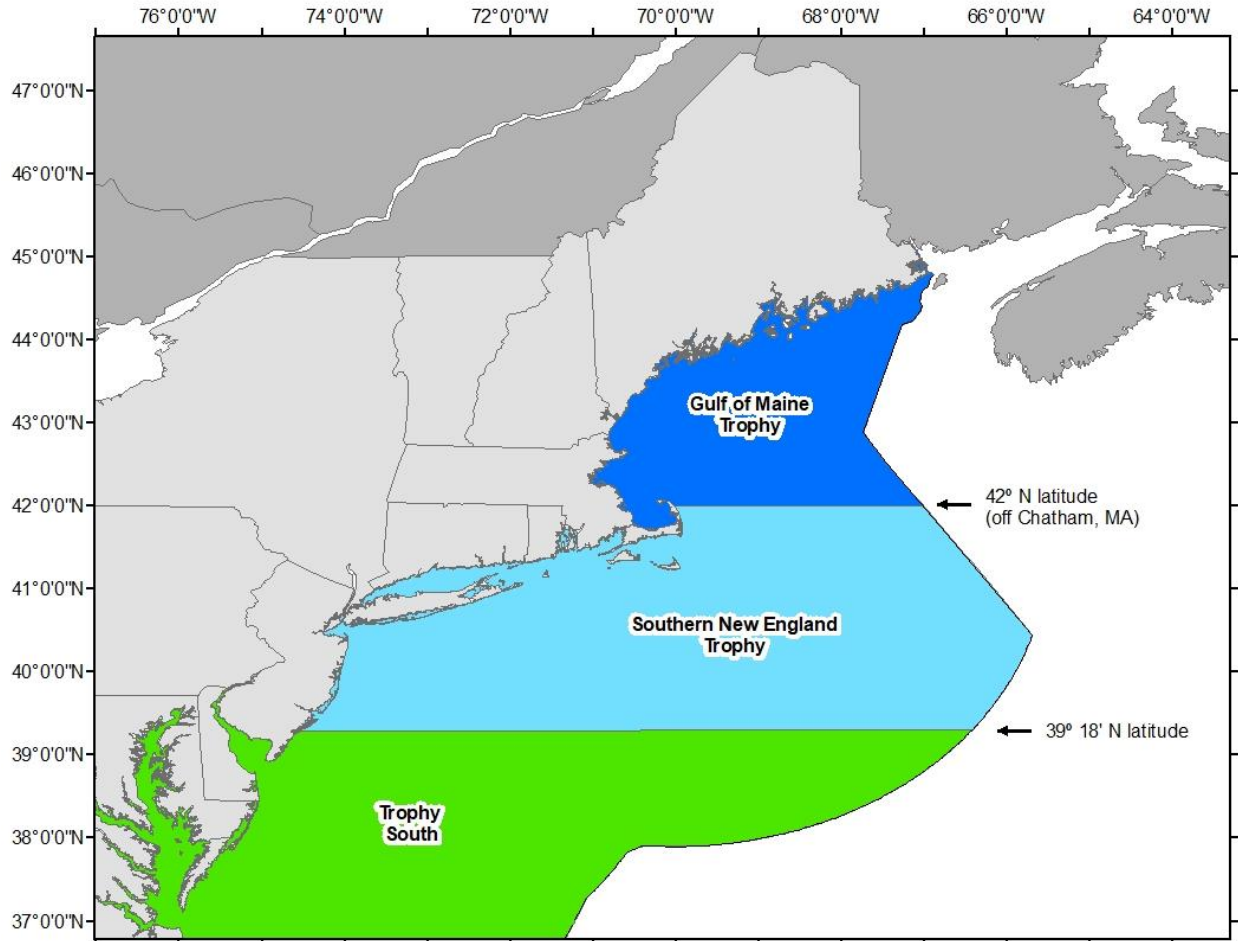 76°0'0"W 74°0'0"W 72°0'0"W 70°0'0"W 68°0'0"W 66°0'0"W 64°0'0"W
47°0'0"N
46°0'0"N
45°0'0"N
44°0'0"N
43°0'0"N
42°0'0"N
41°0'0"N
40°0'0"N
39°0'0"N
38°0'0"N
37°0'0"N
Gulf of Maine
Trophy
42º N latitude
(off Chatham, MA)
Southern New England
Trophy
39º 18' N latitude
Trophy
South